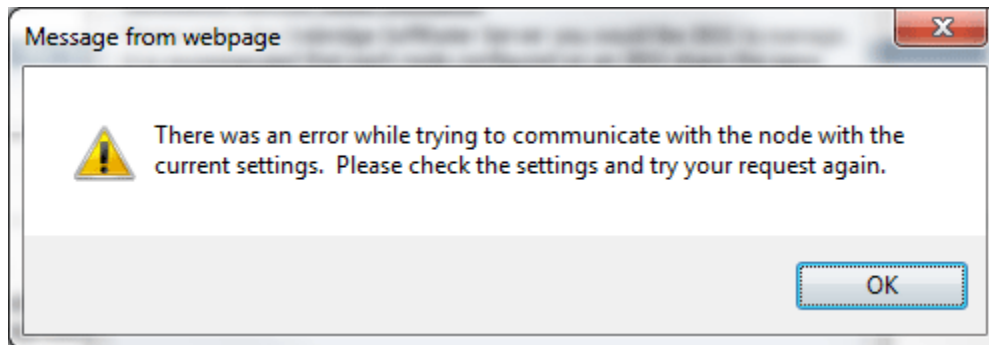 Message from webpage
There was an error while trying to communicate with the node with the
current settings.  Please check the settings and try your request again.
OK